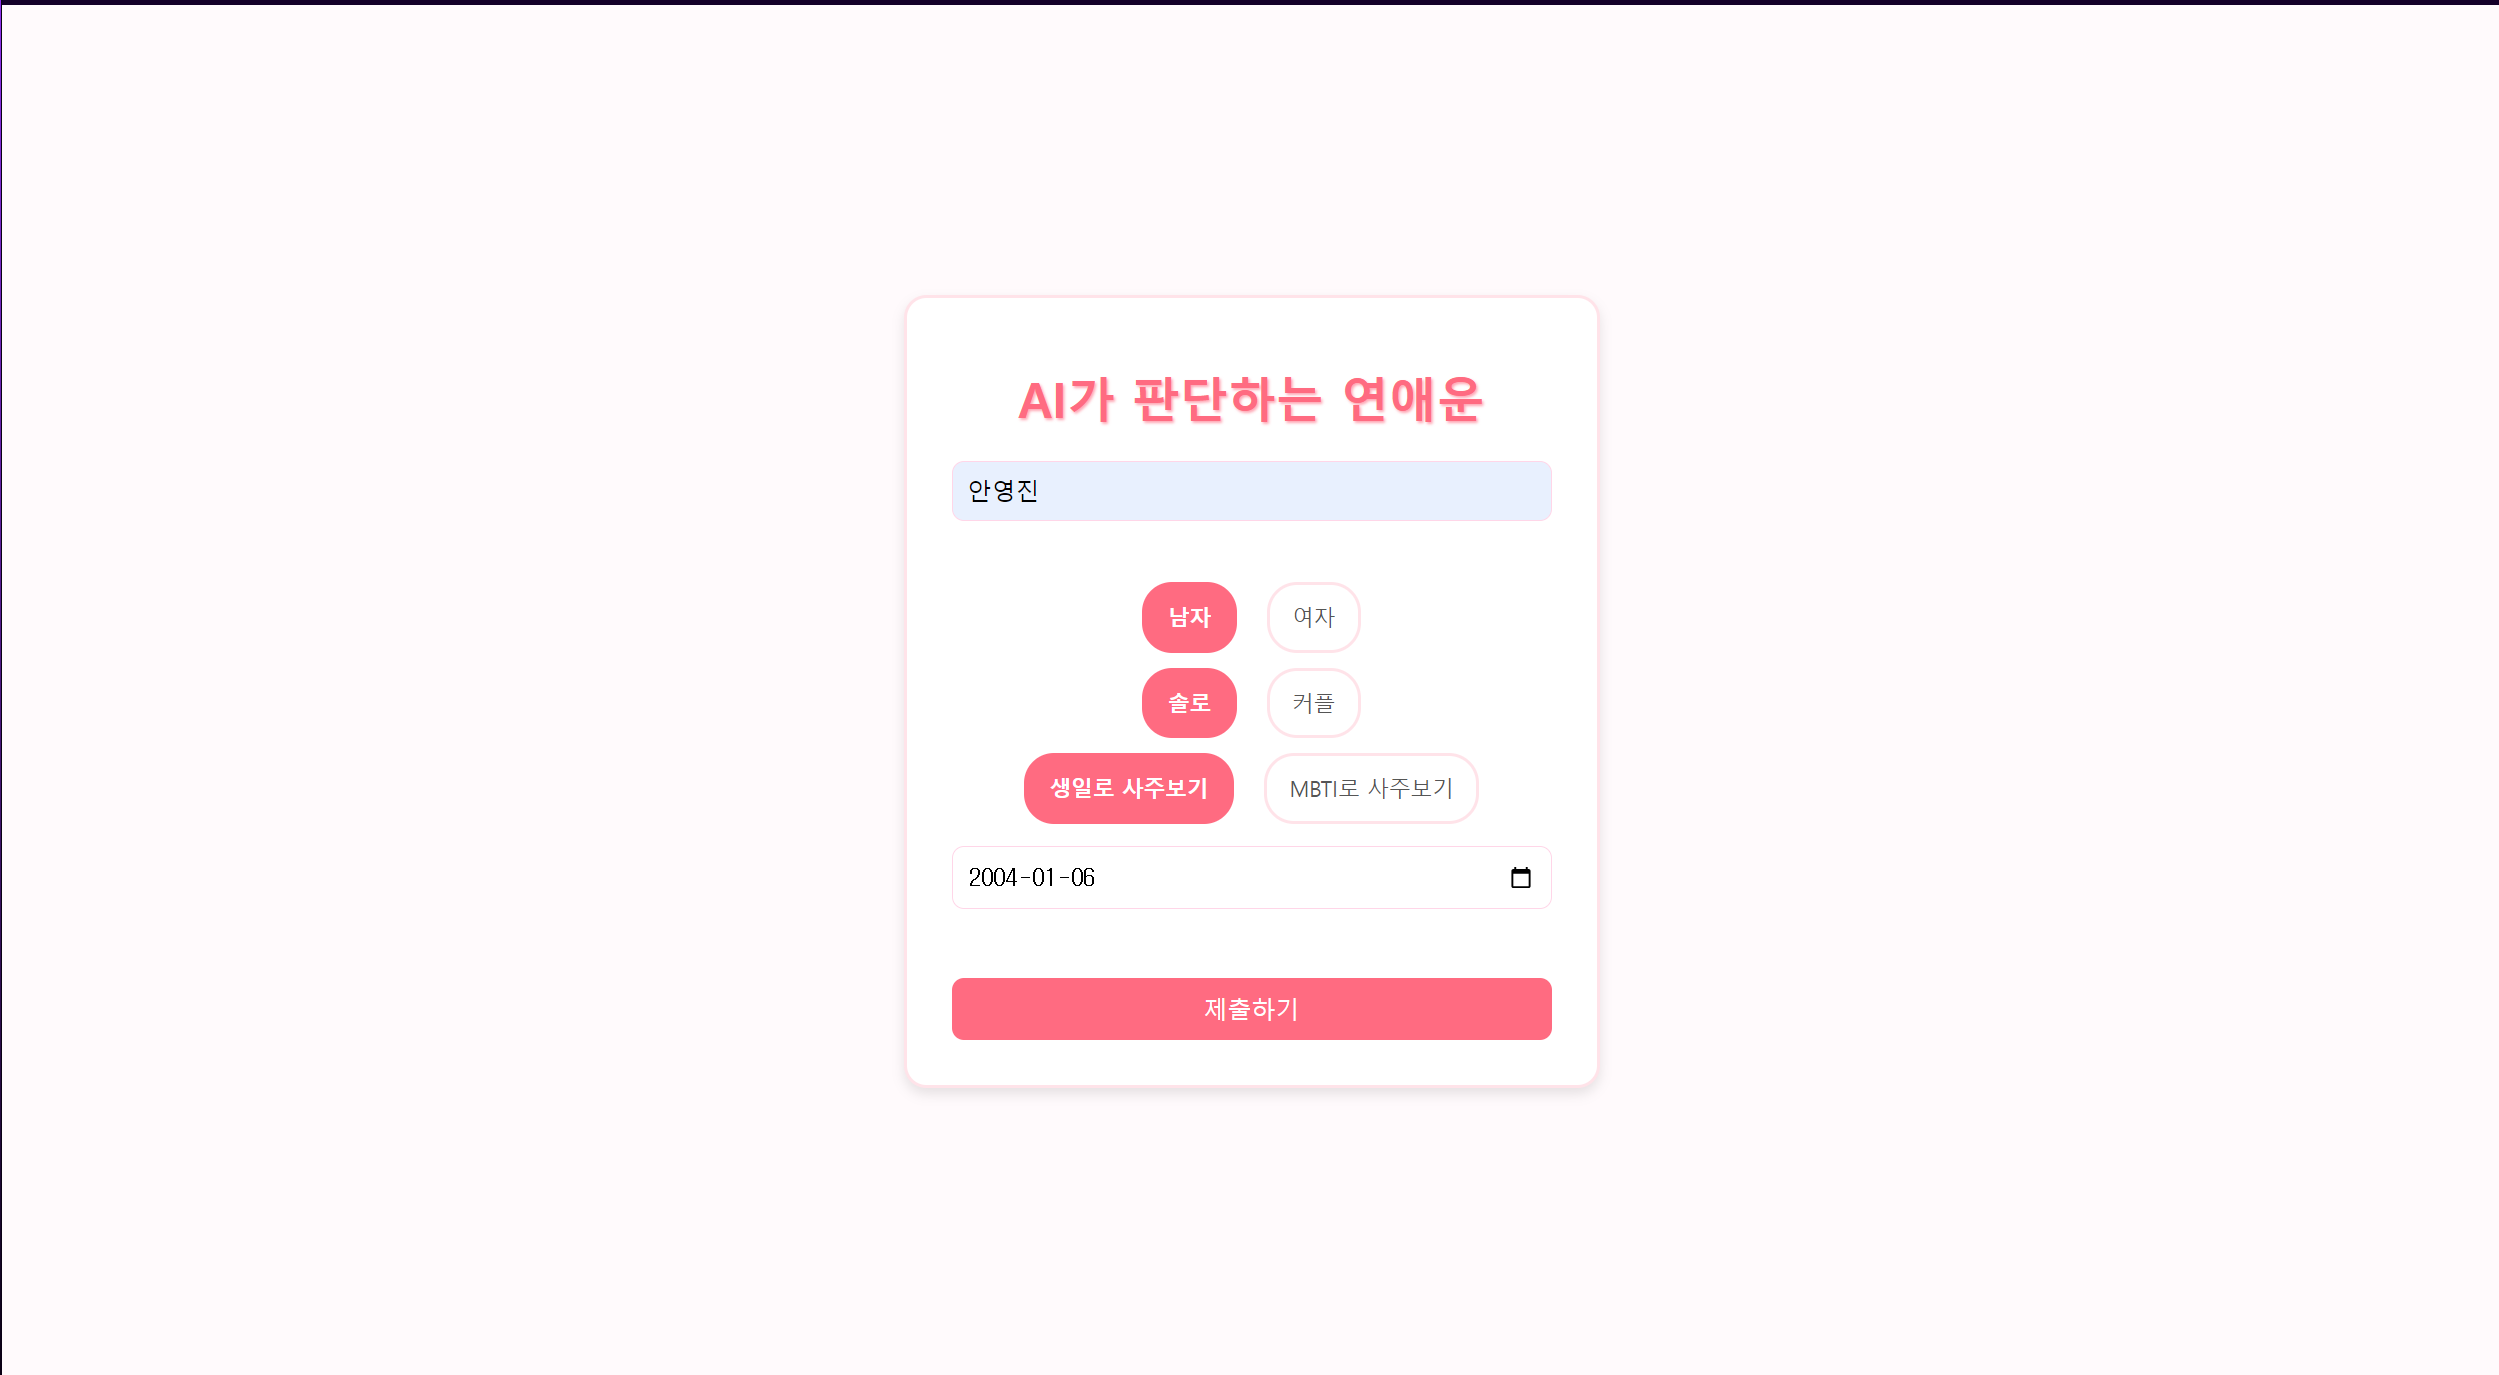 AI가 판단하는 연애운
안영진
남자 여자
솔로 커플
생일로 사주보기 MBTI로 사주보기
2004-01-06
제출하기